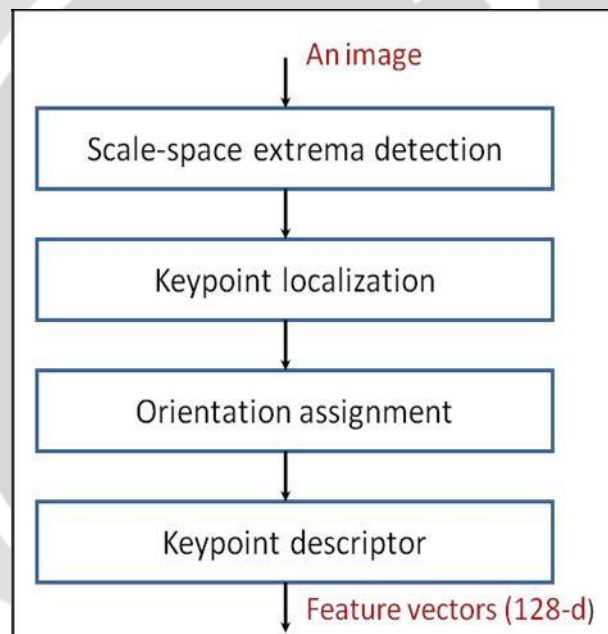 An image
Scale-space extrema detection
Keypoint localization
Orientation assignment
Keypoint descriptor
Feature vectors (128-d)